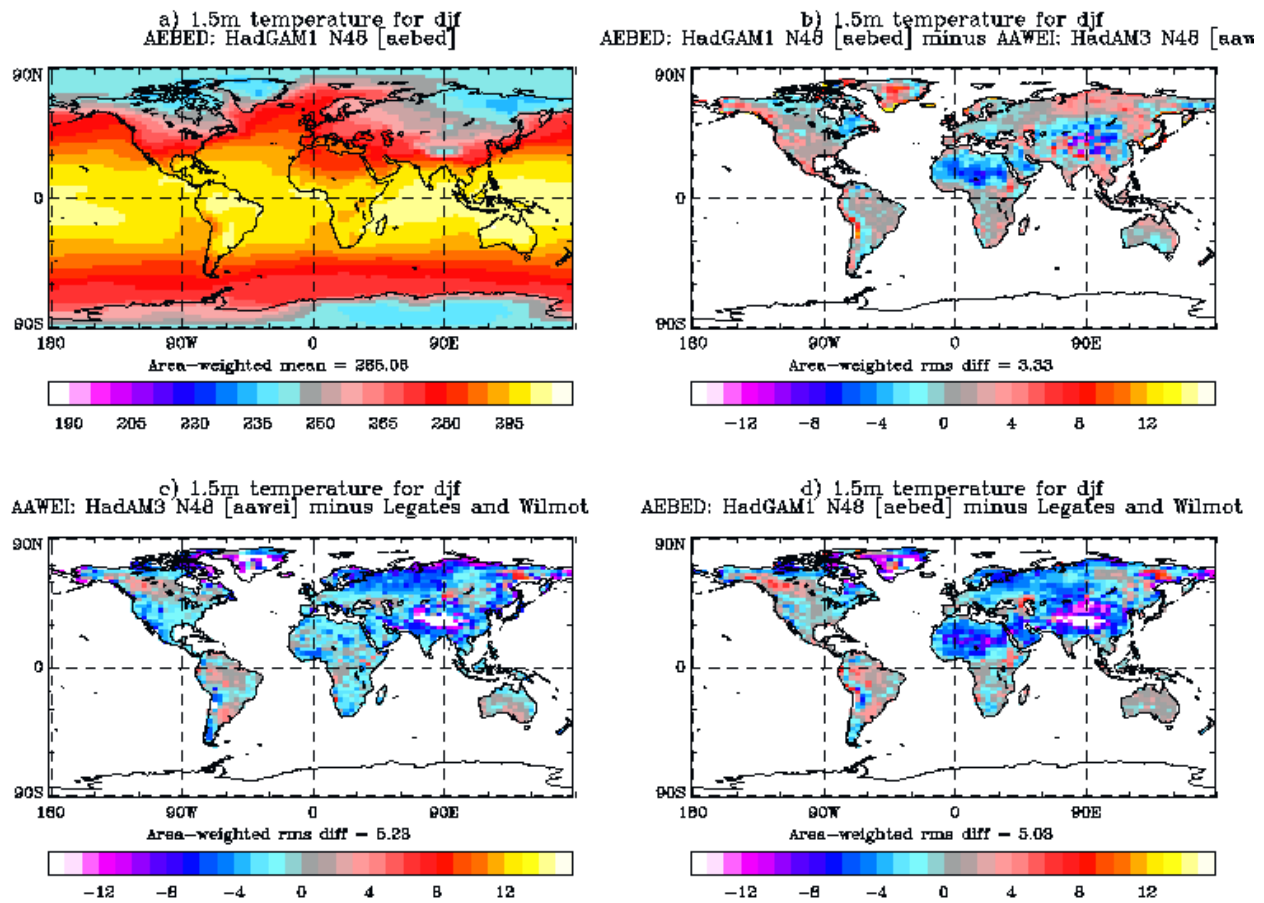 a) 1.5m temperature for djf
AEBED: HadGAM1 N48 [aebed]
90N
0
90S
180
90W
0
90E
Area-weighted mean = 285.06
190
205
220
235
250
265
280
295
b) 1.5m temperature for djf
AEBED: HadGAM1 N48 [aebed] minus AAWEI: HadAM3 N48 [aaw
90N
0
90S
180
90W
0
90E
Area-weighted rms diff = 3.33
-12
-8
-4
0
4
8
12
c) 1.5m temperature for djf
AAWEI: HadAM3 N48 [aawei] minus Legates and Wilmot
90N
0
90S
180
90W
0
90E
Area-weighted rms diff = 5.23
-12
-8
-4
0
4
8
12
d) 1.5m temperature for djf
AEBED: HadGAM1 N48 [aebed] minus Legates and Wilmot
90N
0
90S
180
90W
0
90E
Area-weighted rms diff = 5.03
-12
-8
-4
0
4
8
12